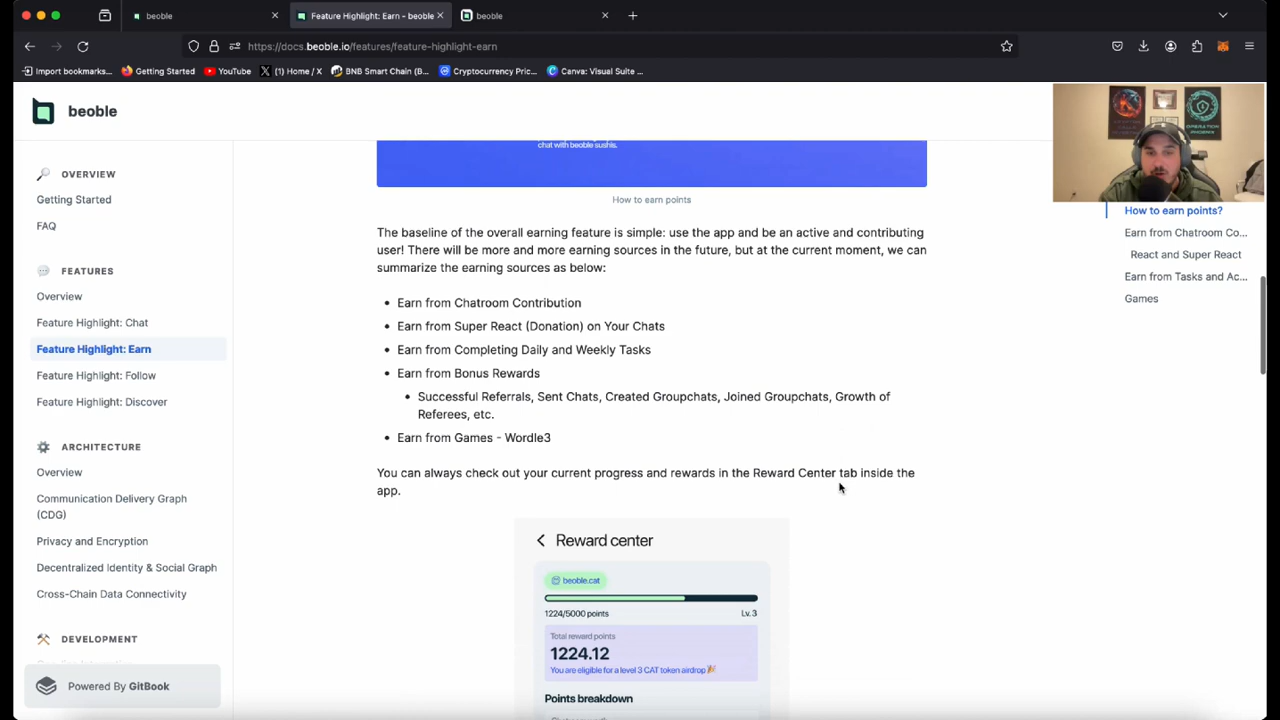 beoble
Feature Highlight: Earn - beoble
beoble
https://docs.beoble.io/features/feature-highlight-earn
Import bookmarks...
Getting Started
YouTube
(1) Home / X
BNB Smart Chain (B...
Cryptocurrency Pric...
Canva: Visual Suite ...
beoble
OVERVIEW
Getting Started
FAQ
FEATURES
Overview
Feature Highlight: Chat
Feature Highlight: Earn
Feature Highlight: Follow
Feature Highlight: Discover
ARCHITECTURE
Overview
Communication Delivery Graph
(CDG)
Privacy and Encryption
Decentralized Identity & Social Graph
Cross-Chain Data Connectivity
DEVELOPMENT
Powered By GitBook
chat with beoble sushis.
How to earn points
The baseline of the overall earning feature is simple: use the app and be an active and contributing
user! There will be more and more earning sources in the future, but at the current moment, we can
summarize the earning sources as below:
Earn from Chatroom Contribution
Earn from Super React (Donation) on Your Chats
Earn from Completing Daily and Weekly Tasks
Earn from Bonus Rewards
Successful Referrals, Sent Chats, Created Groupchats, Joined Groupchats, Growth of
Referees, etc.
Earn from Games - Wordle3
You can always check out your current progress and rewards in the Reward Center tab inside the
app.
Reward center
beoble.cat
1224/5000 points
Lv. 3
Total reward points
1224.12
You are eligible for a level 3 CAT token airdrop 🎉
Points breakdown
How to earn points?
Earn from Chatroom Co...
React and Super React
Earn from Tasks and Ac...
Games